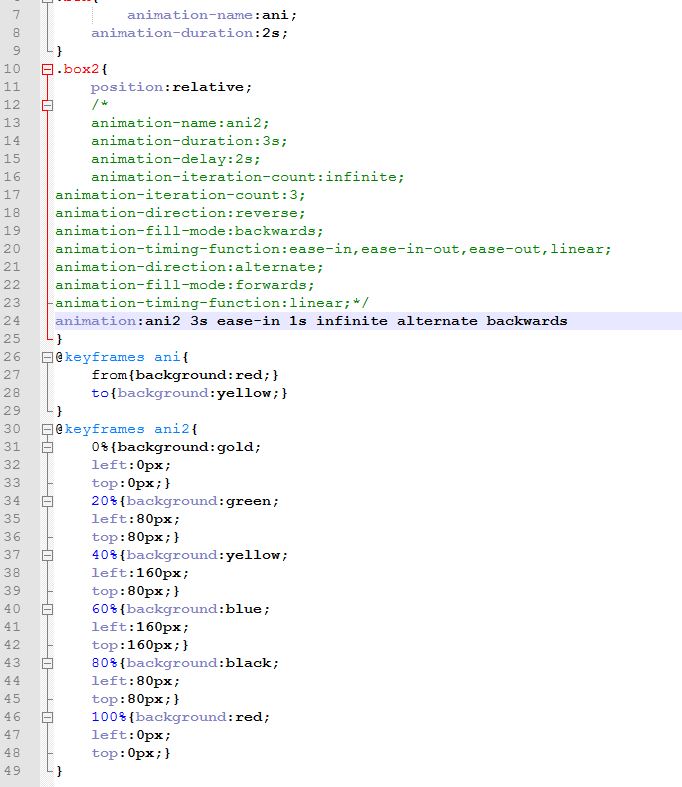 7 animation-name:ani;
8 animation-duration:2s;
9 }
10 .box2{
11 position:relative;
12 /*
13 animation-name:ani2;
14 animation-duration:3s;
15 animation-delay:2s;
16 animation-iteration-count:infinite;
17 animation-iteration-count:3;
18 animation-direction:reverse;
19 animation-fill-mode:backwards;
20 animation-timing-function:ease-in,ease-in-out,ease-out,linear;
21 animation-direction:alternate;
22 animation-fill-mode:forwards;
23 animation-timing-function:linear;*/
24 animation:ani2 3s ease-in 1s infinite alternate backwards
25 }
26 @keyframes ani{
27 from{background:red;}
28 to{background:yellow;}
29 }
30 @keyframes ani2{
31 0%{background:gold;
32 left:0px;
33 top:0px;}
34 20%{background:green;
35 left:80px;
36 top:80px;}
37 40%{background:yellow;
38 left:160px;
39 top:80px;}
40 60%{background:blue;
41 left:160px;
42 top:160px;}
43 80%{background:black;
44 left:80px;
45 top:80px;}
46 100%{background:red;
47 left:0px;
48 top:0px;}
49 }